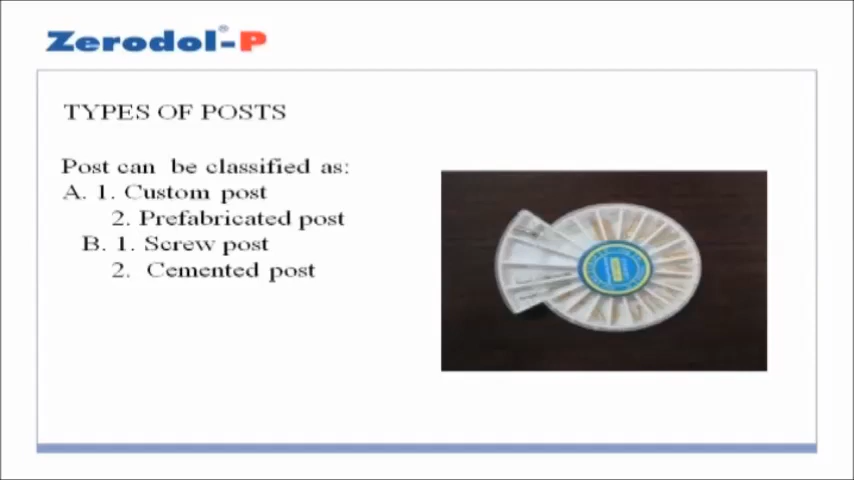 Zerodol®-P
TYPES OF POSTS
Post can be classified as:
A. 1. Custom post
2. Prefabricated post
B. 1. Screw post
2. Cemented post